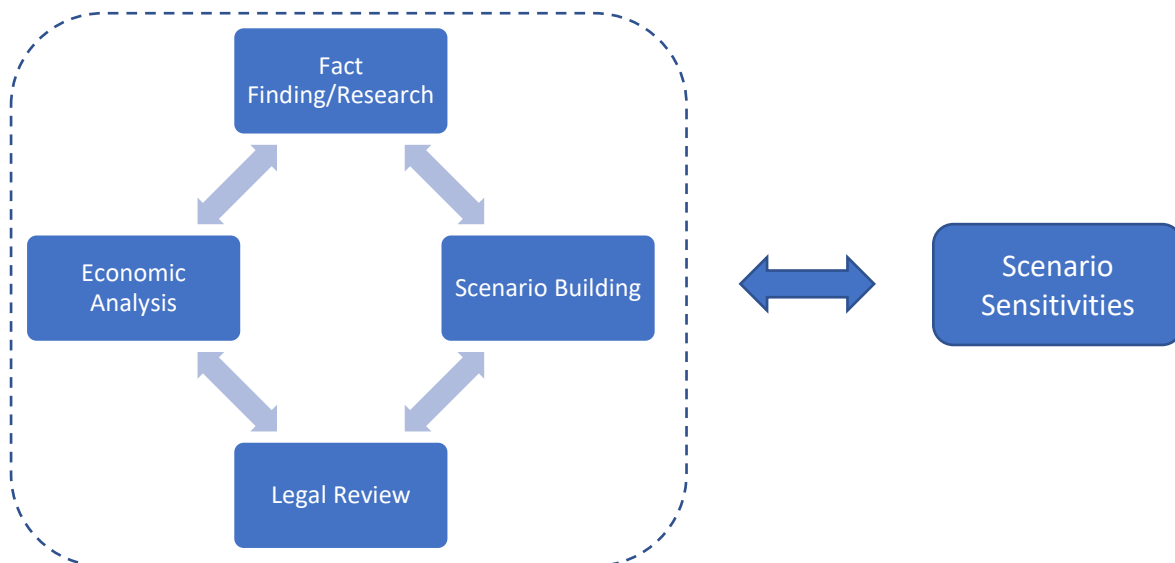 Fact
Finding/Research
Economic
Analysis
Scenario Building
Scenario
Sensitivities
Legal Review